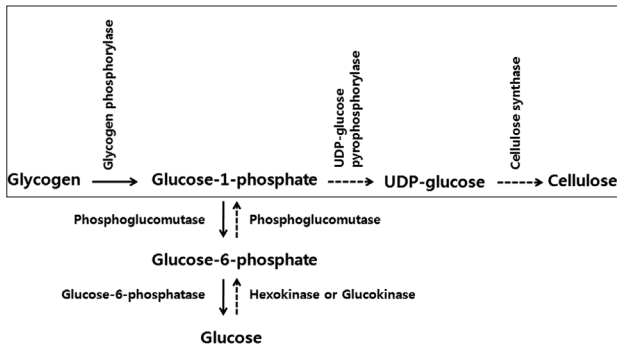 Glycogen phosphorylase
UDP-glucose
pyrophosphorylase
Cellulose synthase
Glycogen
Glucose-1-phosphate
UDP-glucose
Cellulose
Phosphoglucomutase
Phosphoglucomutase
Glucose-6-phosphate
Glucose-6-phosphatase
Hexokinase or Glucokinase
Glucose